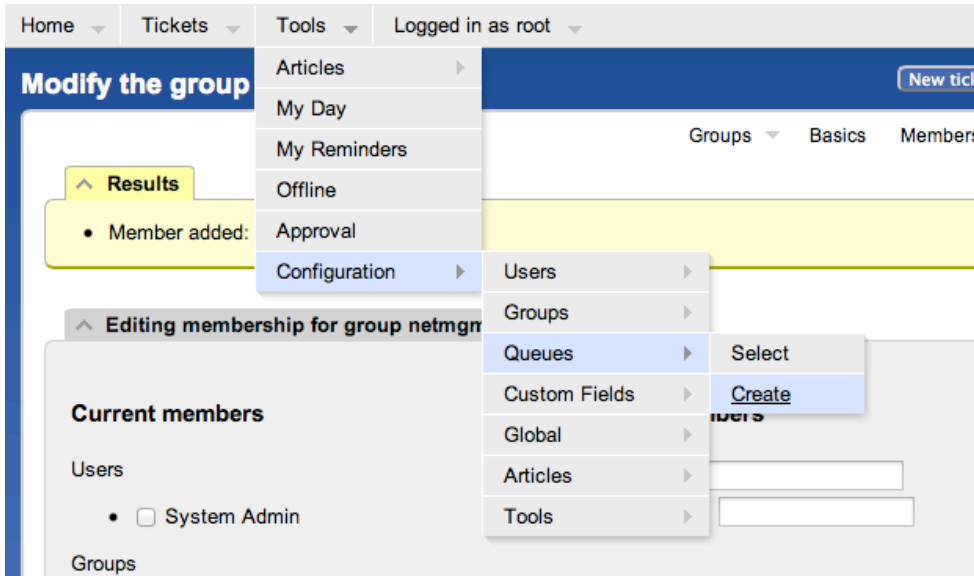 Home Tickets Tools Logged in as root
Articles
Modify the group
New tick
My Day
My Reminders
Groups Basics Members
Results
Offline
Member added:
Approval
Configuration
Users
Groups
Editing membership for group netmgm
Queues
Select
Custom Fields
Create
Current members
bers
Global
Users
Articles
System Admin
Tools
Groups